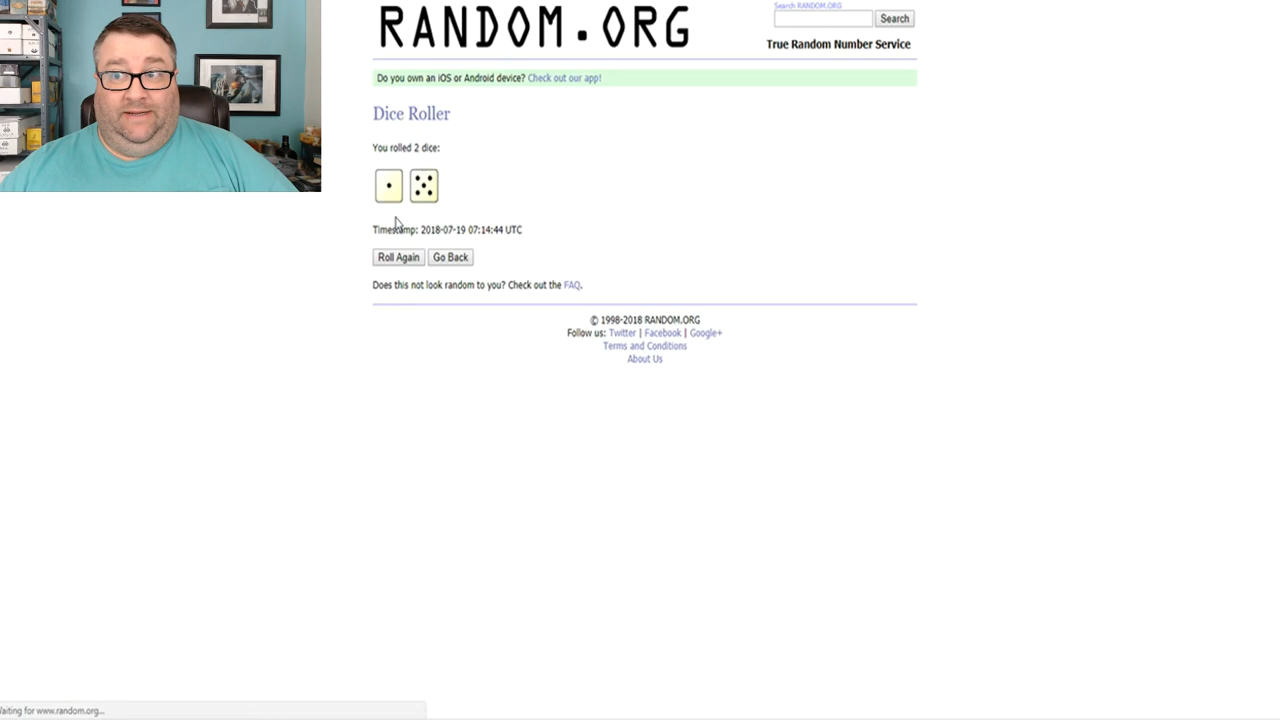 Search RANDOM.ORG
RANDOM.ORG
Search
True Random Number Service
Do you own an iOS or Android device? Check out our app!
Dice Roller
You rolled 2 dice:
Timestamp: 2018-07-19 07:14:44 UTC
Roll Again Go Back
Does this not look random to you? Check out the FAQ.
© 1998-2018 RANDOM.ORG
Follow us: Twitter | Facebook | Google+
Terms and Conditions
About Us
Waiting for www.random.org...